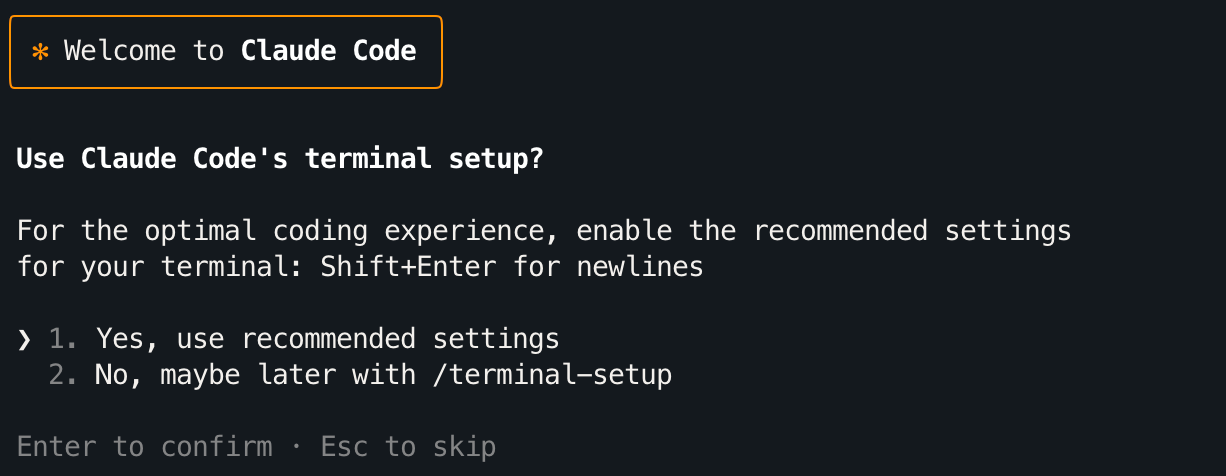 ✻ Welcome to Claude Code
Use Claude Code's terminal setup?
For the optimal coding experience, enable the recommended settings
for your terminal: Shift+Enter for newlines
❯ 1. Yes, use recommended settings
2. No, maybe later with /terminal-setup
Enter to confirm · Esc to skip